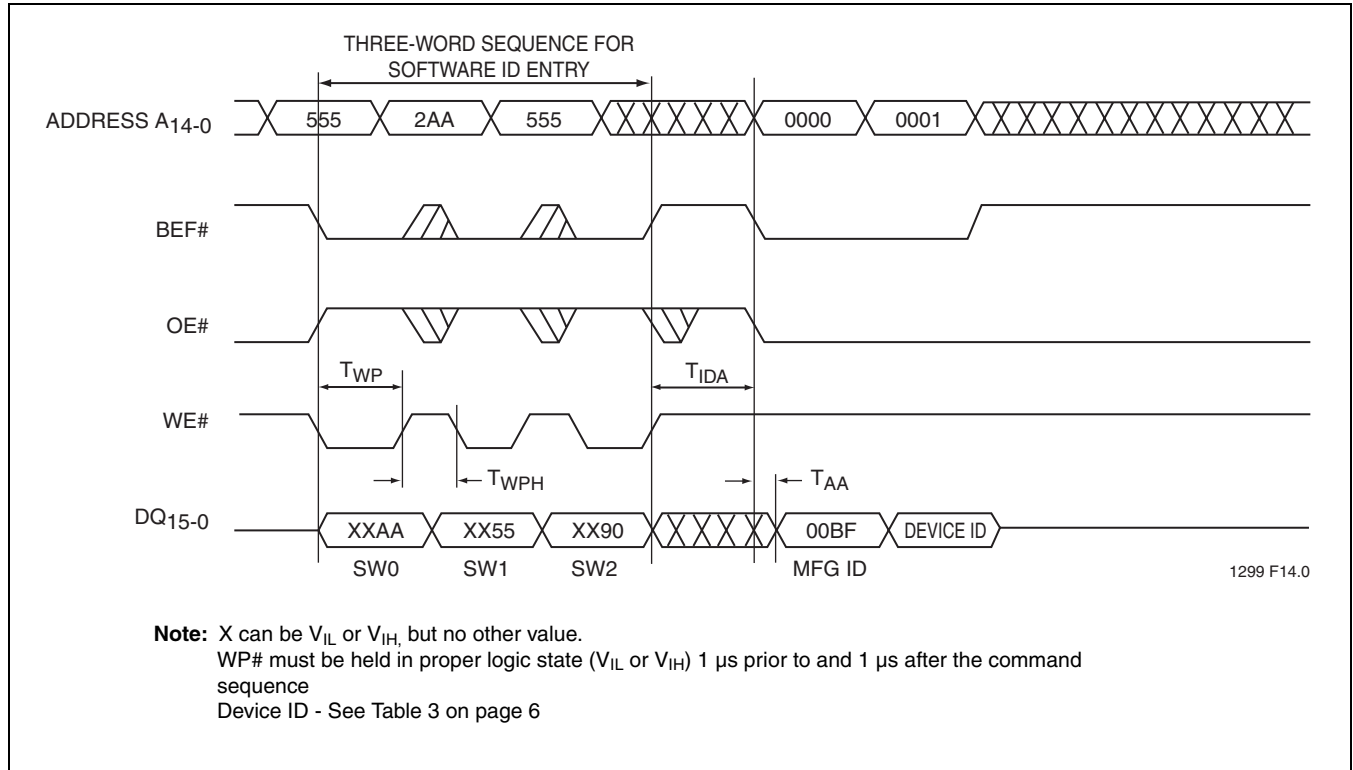 THREE-WORD SEQUENCE FOR
SOFTWARE ID ENTRY
ADDRESS A14-0
555 2AA 555 0000 0001
BEF#
OE#
TWP TIDA
WE#
TWPH TAA
DQ15-0
XXAA XX55 XX90 00BF DEVICE ID
SW0 SW1 SW2 MFG ID
1299 F14.0
Note: X can be VIL or VIH, but no other value.
WP# must be held in proper logic state (VIL or VIH) 1 µs prior to and 1 µs after the command
sequence
Device ID - See Table 3 on page 6